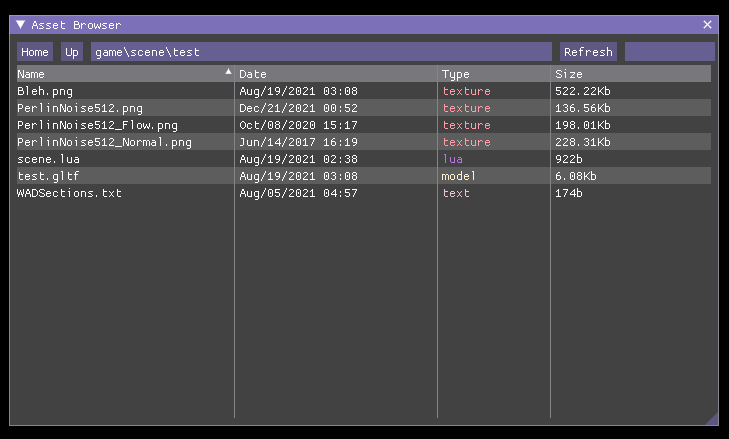 Asset Browser
Home Up game\scene\test Refresh
Name Date Type Size
Bleh.png Aug/19/2021 03:08 texture 522.22Kb
PerlinNoise512.png Dec/21/2021 00:52 texture 136.56Kb
PerlinNoise512_Flow.png Oct/08/2020 15:17 texture 198.01Kb
PerlinNoise512_Normal.png Jun/14/2017 16:19 texture 228.31Kb
scene.lua Aug/19/2021 02:38 lua 922b
test.gltf Aug/19/2021 03:08 model 6.08Kb
WADSections.txt Aug/05/2021 04:57 text 174b